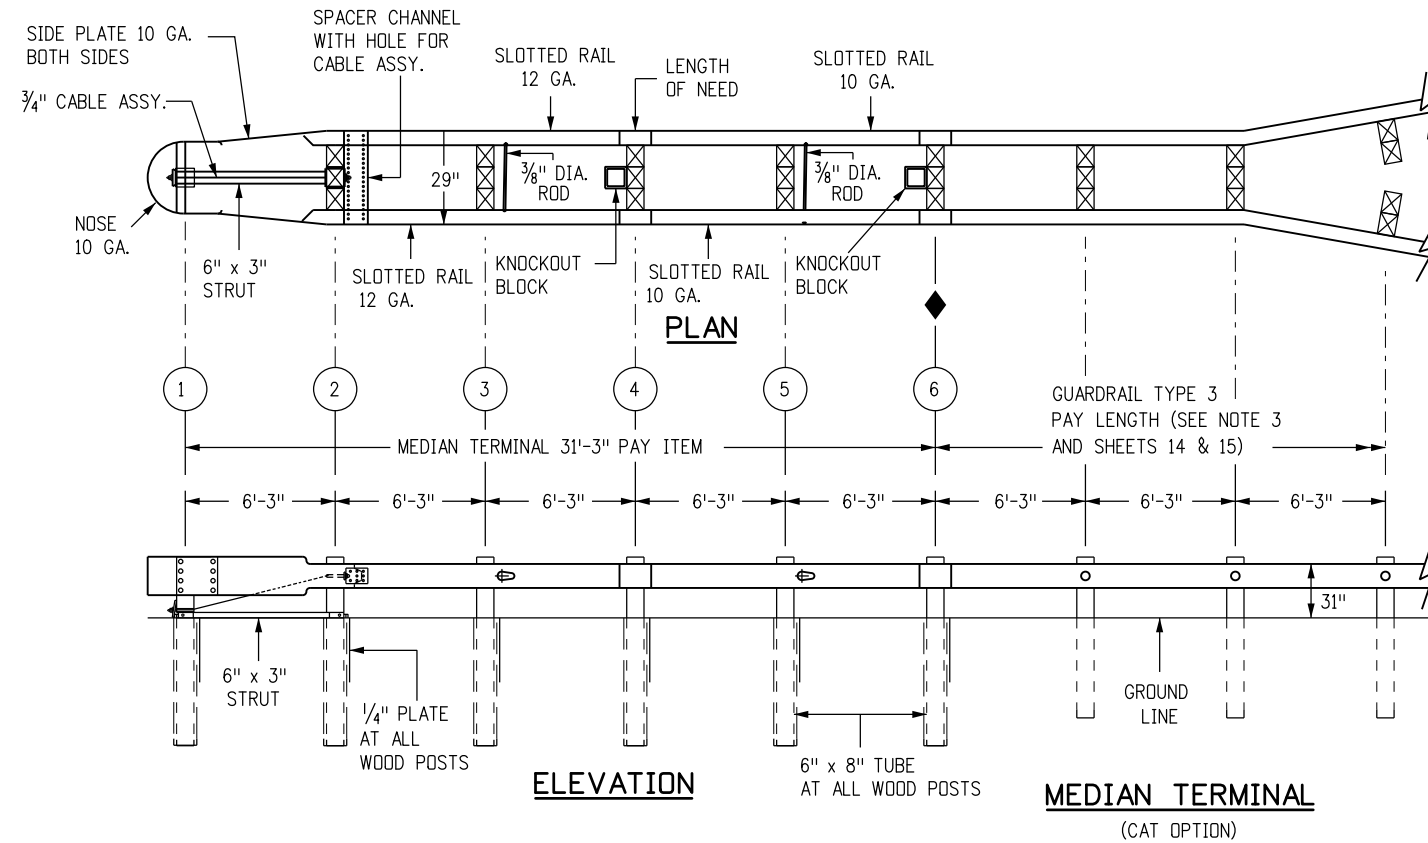 SIDE PLATE 10 GA.
BOTH SIDES
3/4" CABLE ASSY.
SPACER CHANNEL
WITH HOLE FOR
CABLE ASSY.
SLOTTED RAIL
12 GA.
LENGTH
OF NEED
SLOTTED RAIL
10 GA.
29"
3/8" DIA.
ROD
3/8" DIA.
ROD
NOSE
10 GA.
6" x 3"
STRUT
SLOTTED RAIL
12 GA.
KNOCKOUT
BLOCK
SLOTTED RAIL
10 GA.
KNOCKOUT
BLOCK
PLAN
1 2 3 4 5 6
GUARDRAIL TYPE 3
PAY LENGTH (SEE NOTE 3
AND SHEETS 14 & 15)
MEDIAN TERMINAL 31'-3" PAY ITEM
6'-3" 6'-3" 6'-3" 6'-3" 6'-3" 6'-3" 6'-3" 6'-3"
31"
6" x 3"
STRUT
1/4" PLATE
AT ALL
WOOD POSTS
GROUND
LINE
6" x 8" TUBE
AT ALL WOOD POSTS
ELEVATION
MEDIAN TERMINAL
(CAT OPTION)